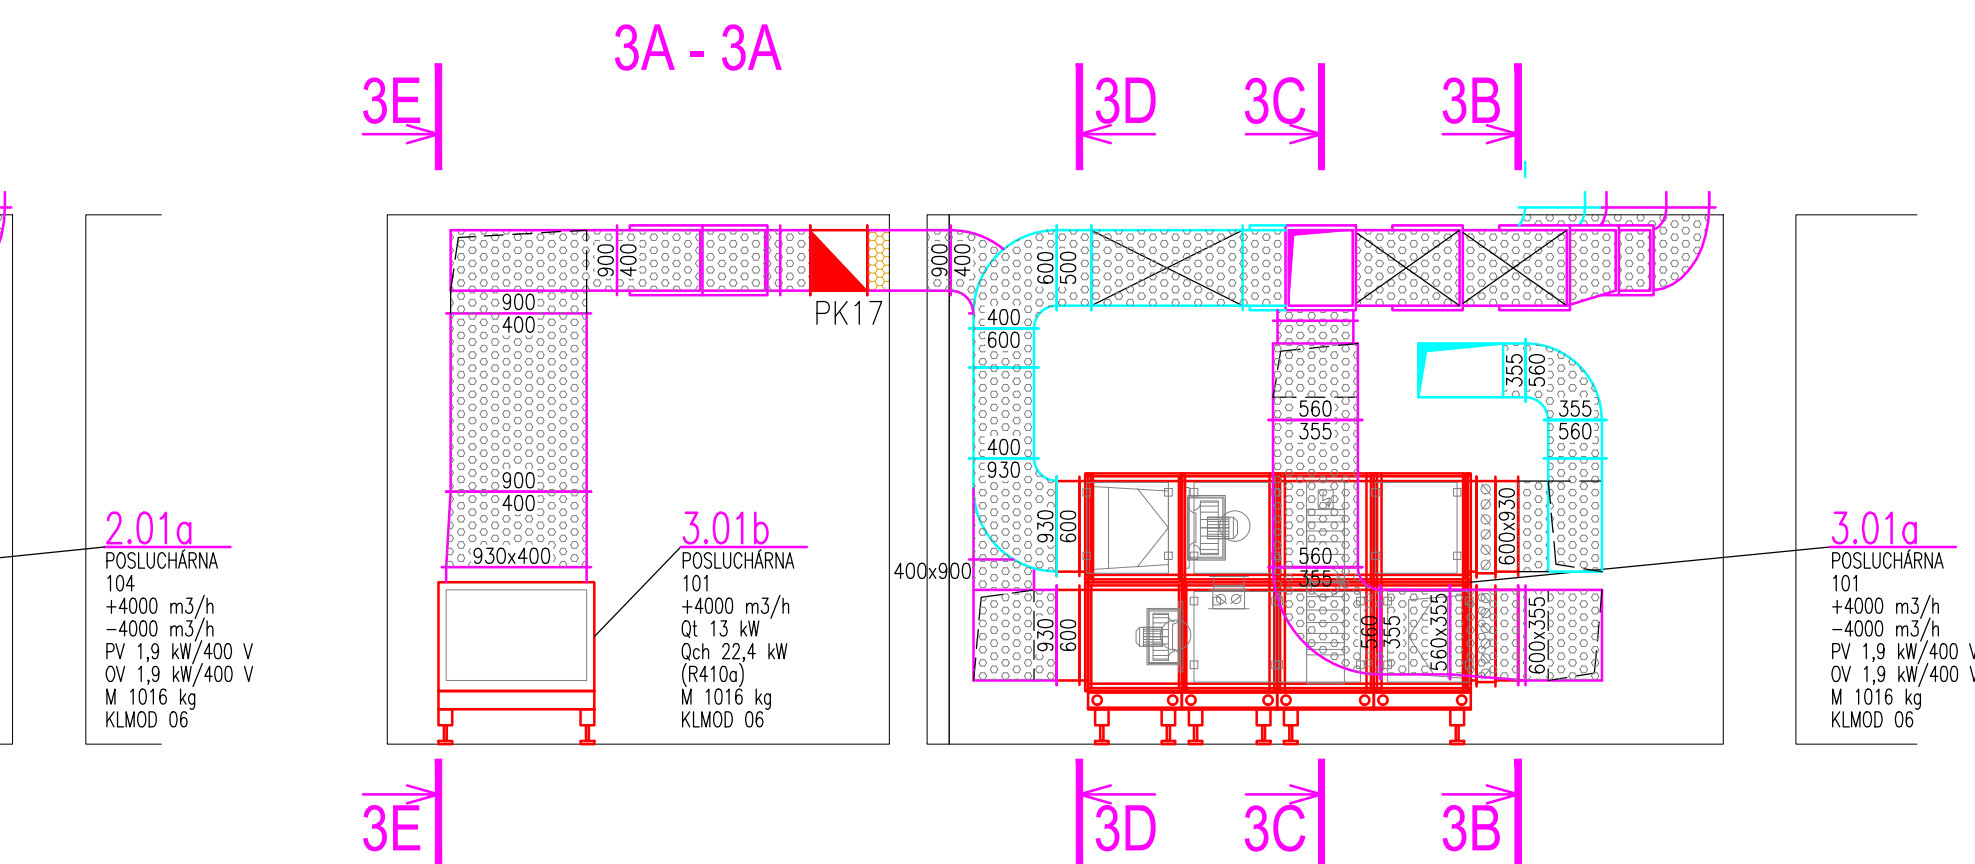 3A - 3A
3E
3D
3C
3B
900
400
PK17
900
400
600
500
900
400
400
600
355
560
560
355
355
560
900
400
400
930
930x400
930
600
560
355
600x930
400x900
930
600
560
355
560x355
600x355
2.01a
POSLUCHÁRNA
104
+4000 m3/h
-4000 m3/h
PV 1,9 kW/400 V
OV 1,9 kW/400 V
M 1016 kg
KLMOD 06
3.01b
POSLUCHÁRNA
101
+4000 m3/h
Qt 13 kW
Qch 22,4 kW
(R410a)
M 1016 kg
KLMOD 06
3.01a
POSLUCHÁRNA
101
+4000 m3/h
-4000 m3/h
PV 1,9 kW/400 V
OV 1,9 kW/400 V
M 1016 kg
KLMOD 06
3E
3D
3C
3B